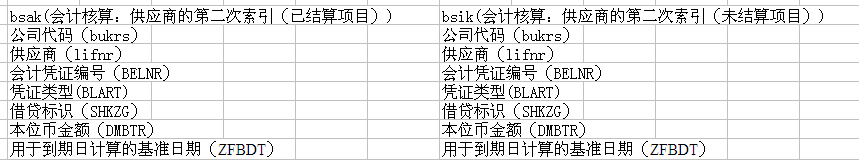 bsak(会计核算：供应商的第二次索引（已结算项目）)
公司代码（bukrs）
供应商（lifnr）
会计凭证编号（BELNR）
凭证类型(BLART）
借贷标识（SHKZG）
本位币金额（DMBTR）
用于到期日计算的基准日期（ZFBDT）
bsik(会计核算：供应商的第二次索引（未结算项目）)
公司代码（bukrs）
供应商（lifnr）
会计凭证编号（BELNR）
凭证类型(BLART）
借贷标识（SHKZG）
本位币金额（DMBTR）
用于到期日计算的基准日期（ZFBDT）